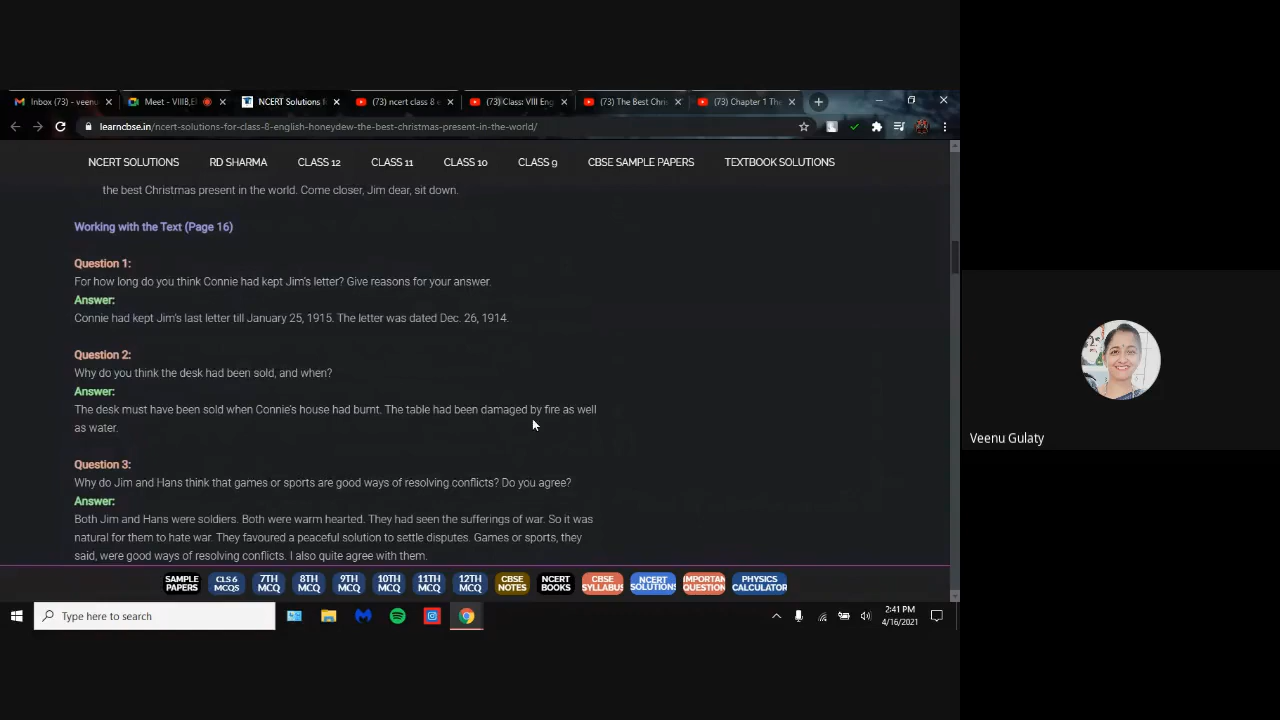 Inbox (73) - veenu
Meet - VIIIB,El
NCERT Solutions f
(73) ncert class 8 e
(73) Class: VIII Eng
(73) The Best Chris
(73) Chapter 1 The
learncbse.in/ncert-solutions-for-class-8-english-honeydew-the-best-christmas-present-in-the-world/
NCERT SOLUTIONS RD SHARMA CLASS 12 CLASS 11 CLASS 10 CLASS 9 CBSE SAMPLE PAPERS TEXTBOOK SOLUTIONS
the best Christmas present in the world. Come closer, Jim dear, sit down.
Working with the Text (Page 16)
Question 1:
For how long do you think Connie had kept Jim's letter? Give reasons for your answer.
Answer:
Connie had kept Jim's last letter till January 25, 1915. The letter was dated Dec. 26, 1914.
Question 2:
Why do you think the desk had been sold, and when?
Answer:
The desk must have been sold when Connie's house had burnt. The table had been damaged by fire as well
as water.
Question 3:
Why do Jim and Hans think that games or sports are good ways of resolving conflicts? Do you agree?
Answer:
Both Jim and Hans were soldiers. Both were warm hearted. They had seen the sufferings of war. So it was
natural for them to hate war. They favoured a peaceful solution to settle disputes. Games or sports, they
said, were good ways of resolving conflicts. I also quite agree with them.
SAMPLE PAPERS
CLS 6 MCQS
7TH MCQ
8TH MCQ
9TH MCQ
10TH MCQ
11TH MCQ
12TH MCQ
CBSE NOTES
NCERT BOOKS
CBSE SYLLABUS
NCERT SOLUTIONS
IMPORTAN QUESTION
PHYSICS CALCULATOR
Type here to search
2:41 PM
4/16/2021
Veenu Gulaty